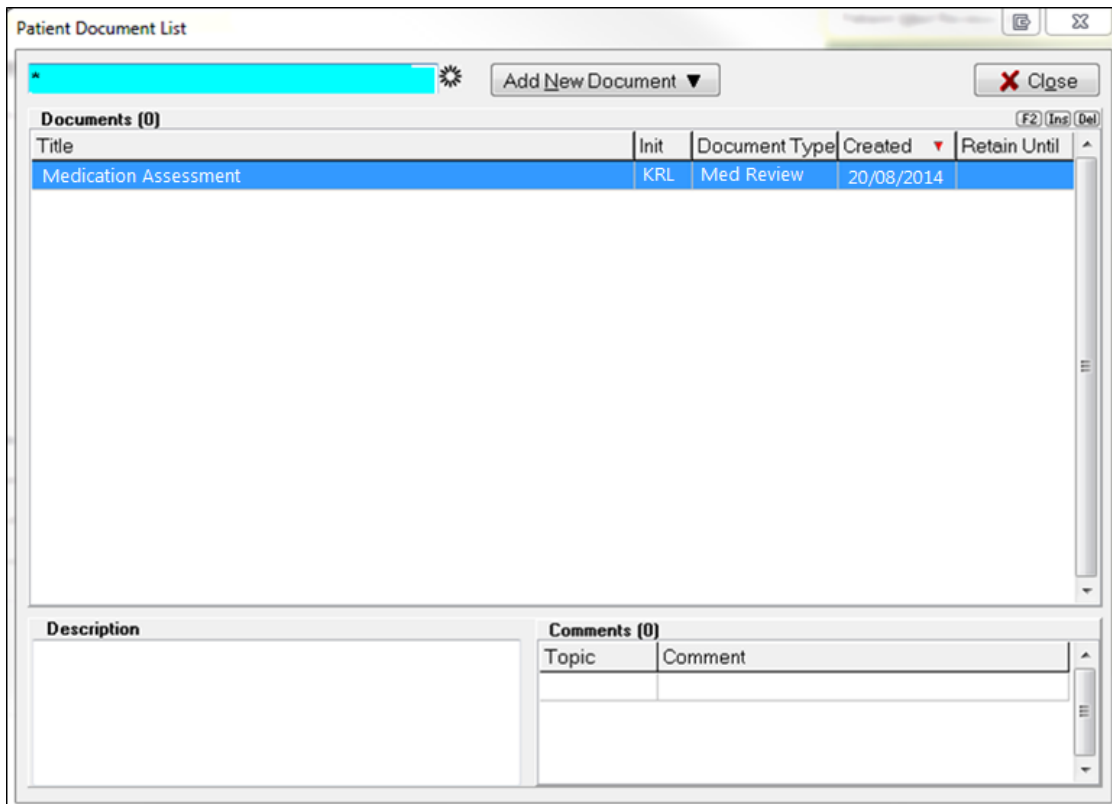 Patient Document List
*
Add New Document ▼
Close
Documents (0)
F2 Ins Del
Title Init Document Type Created ▼ Retain Until
Medication Assessment KRL Med Review 20/08/2014
Description
Comments (0)
Topic Comment